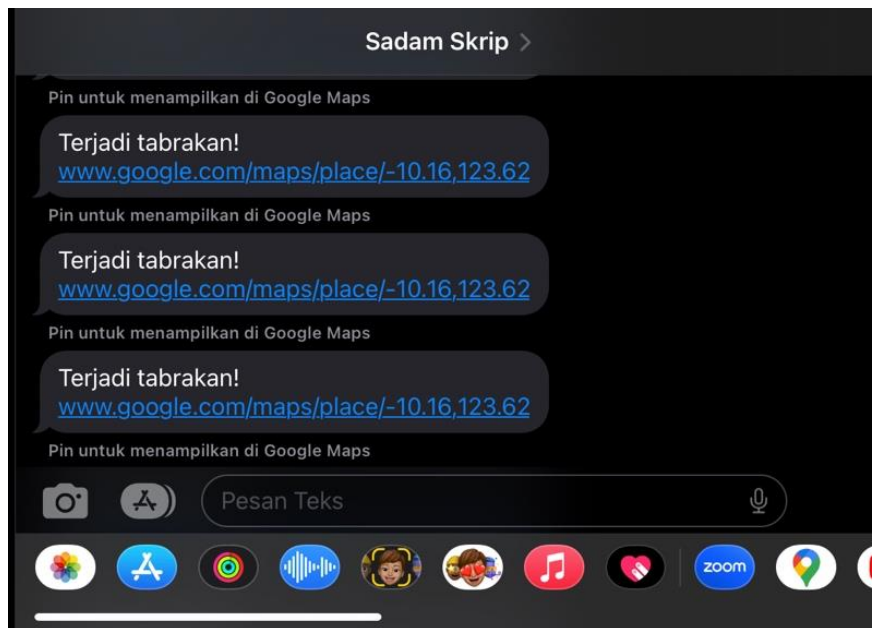 Sadam Skrip
Pin untuk menampilkan di Google Maps
Terjadi tabrakan!
www.google.com/maps/place/-10.16,123.62
Pin untuk menampilkan di Google Maps
Terjadi tabrakan!
www.google.com/maps/place/-10.16,123.62
Pin untuk menampilkan di Google Maps
Terjadi tabrakan!
www.google.com/maps/place/-10.16,123.62
Pin untuk menampilkan di Google Maps
Pesan Teks
zoom